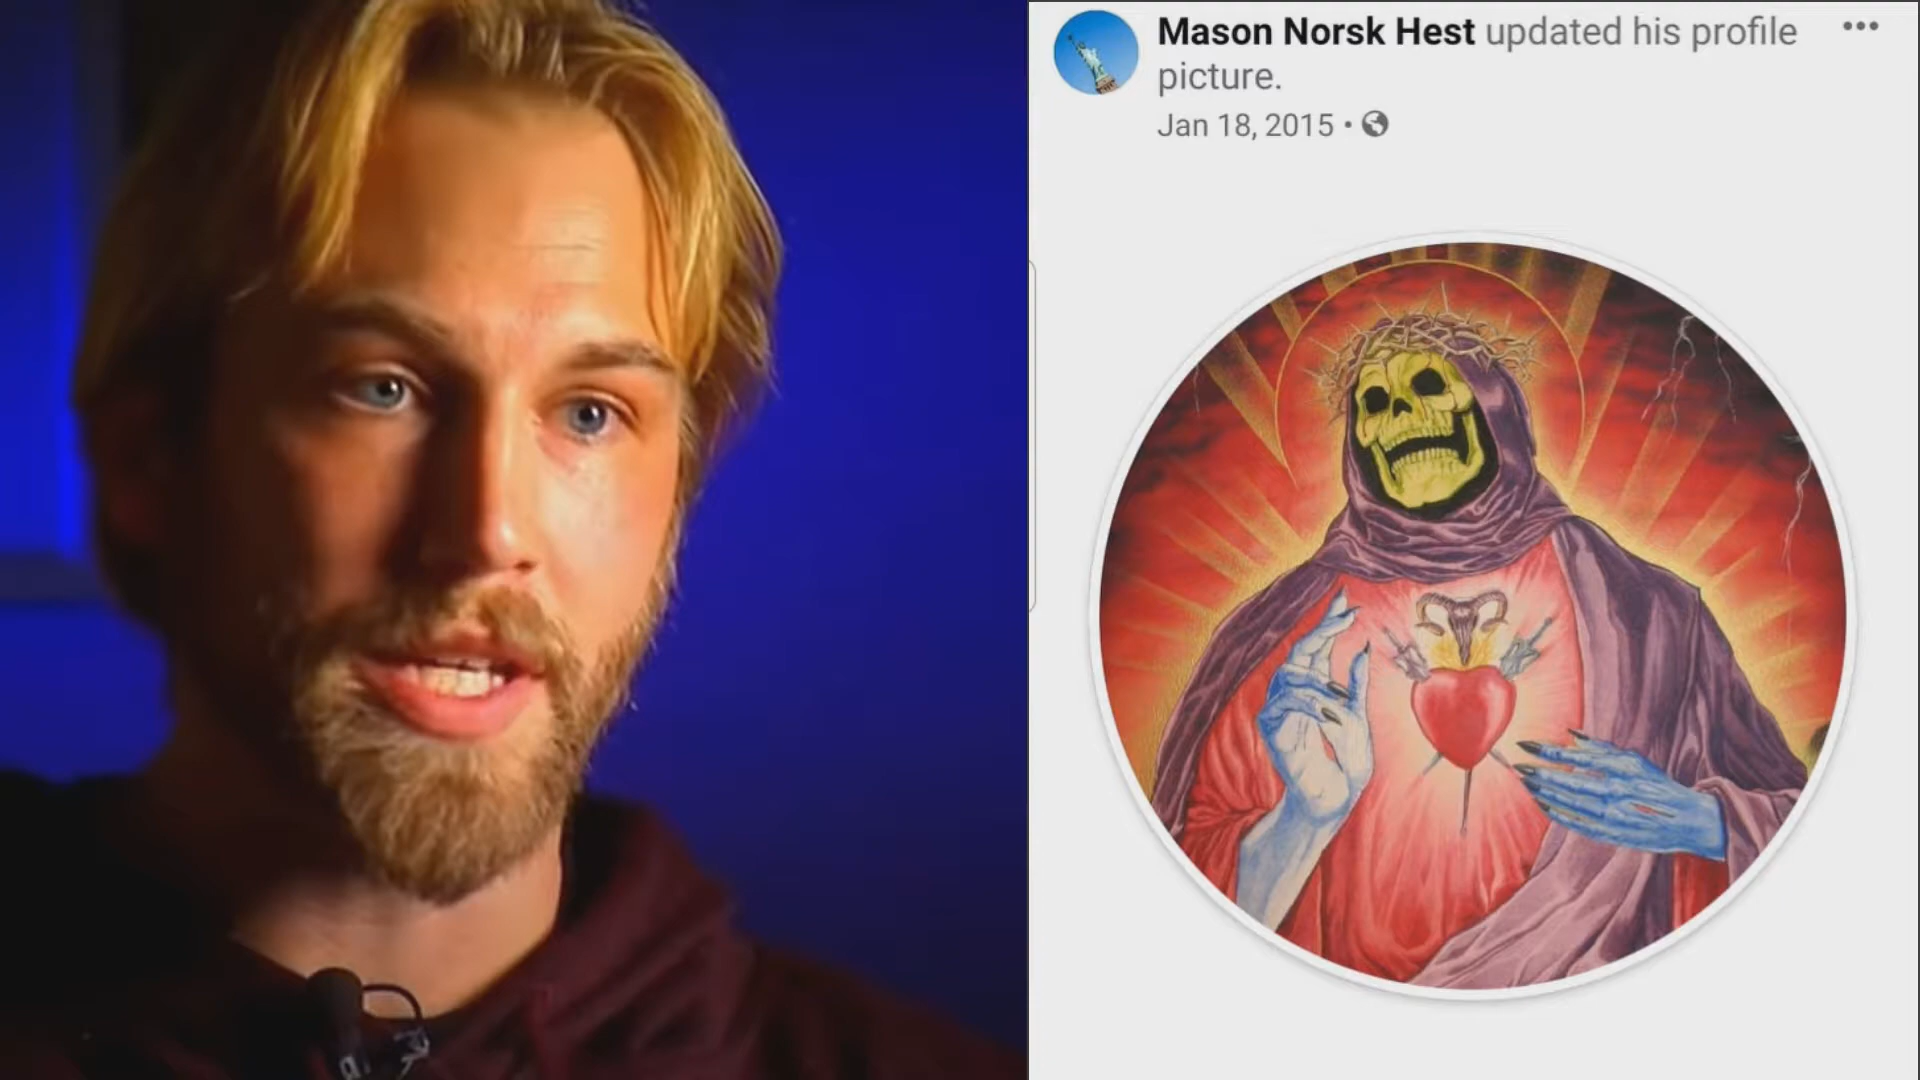 Mason Norsk Hest updated his profile
picture.
Jan 18, 2015 •